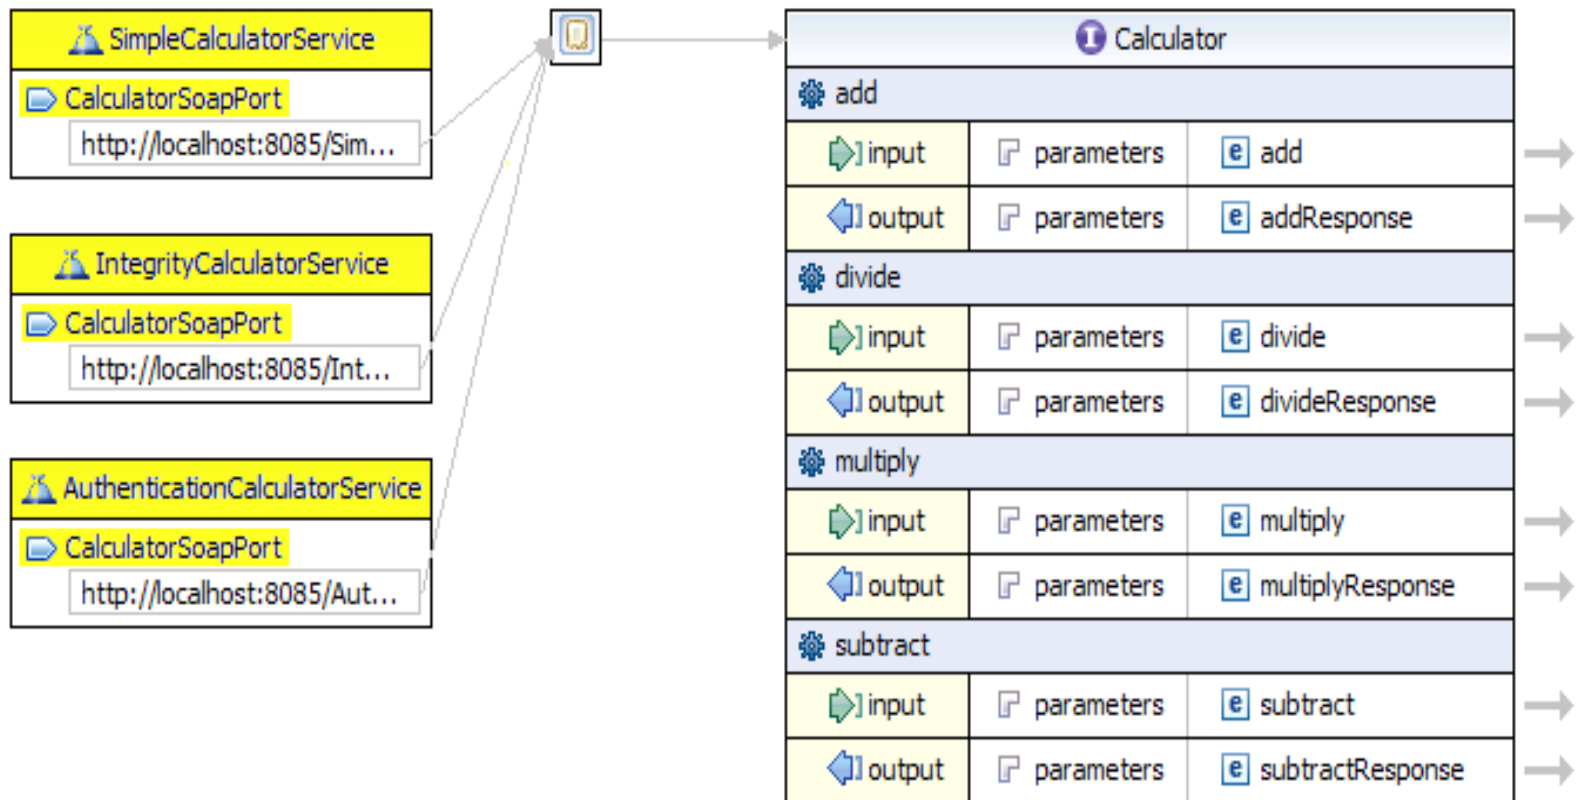 SimpleCalculatorService
CalculatorSoapPort
http://localhost:8085/Sim...
IntegrityCalculatorService
CalculatorSoapPort
http://localhost:8085/Int...
AuthenticationCalculatorService
CalculatorSoapPort
http://localhost:8085/Aut...
I Calculator
add
input parameters e add
output parameters e addResponse
divide
input parameters e divide
output parameters e divideResponse
multiply
input parameters e multiply
output parameters e multiplyResponse
subtract
input parameters e subtract
output parameters e subtractResponse